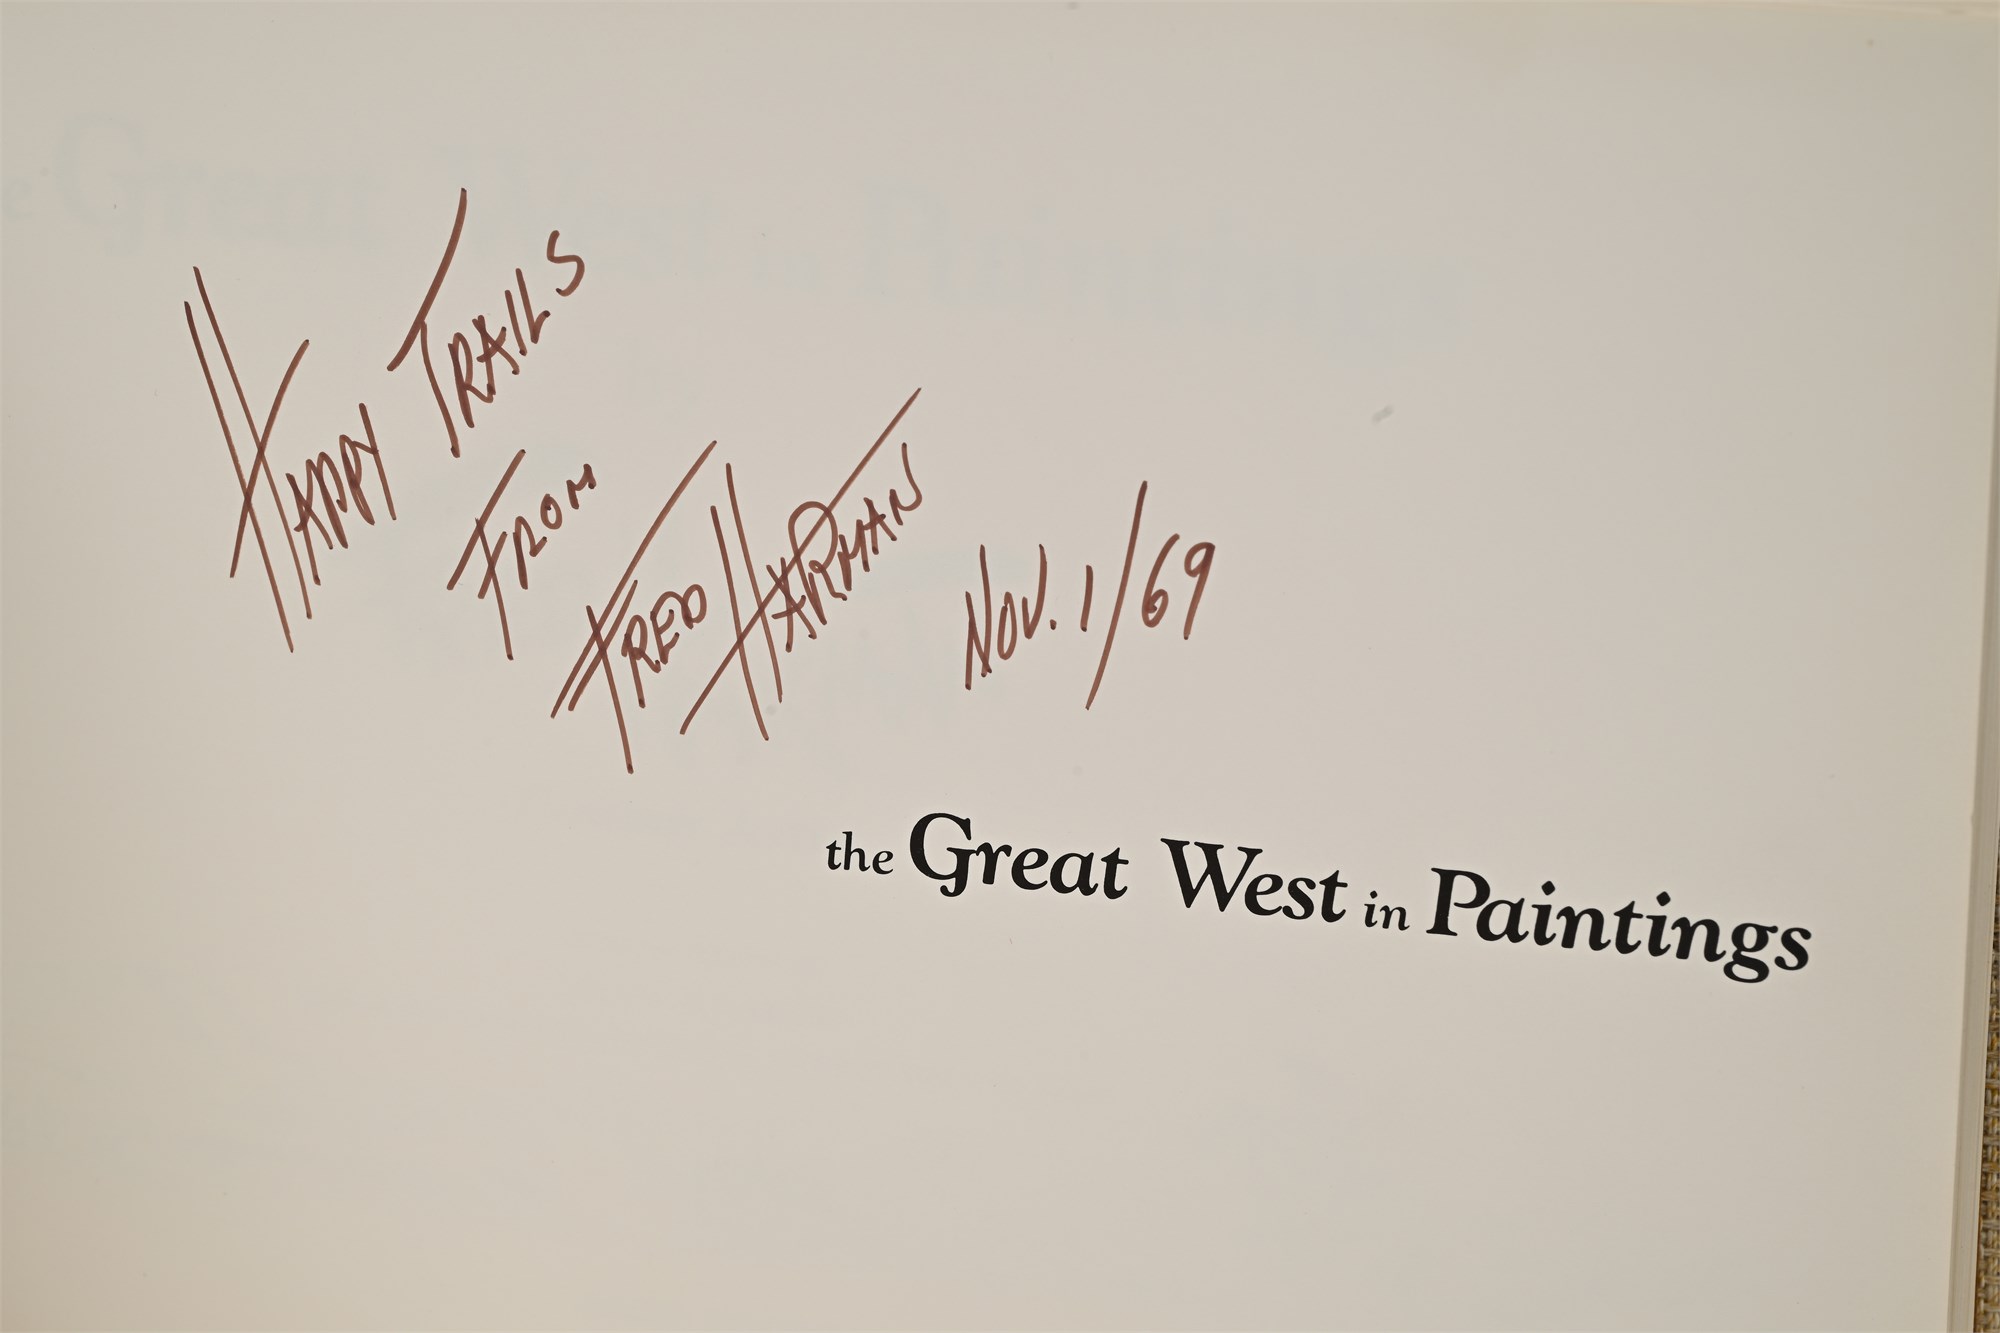 HAPPY TRAILS
FROM
FRED HARMAN NOV. 1/69
the Great West in Paintings